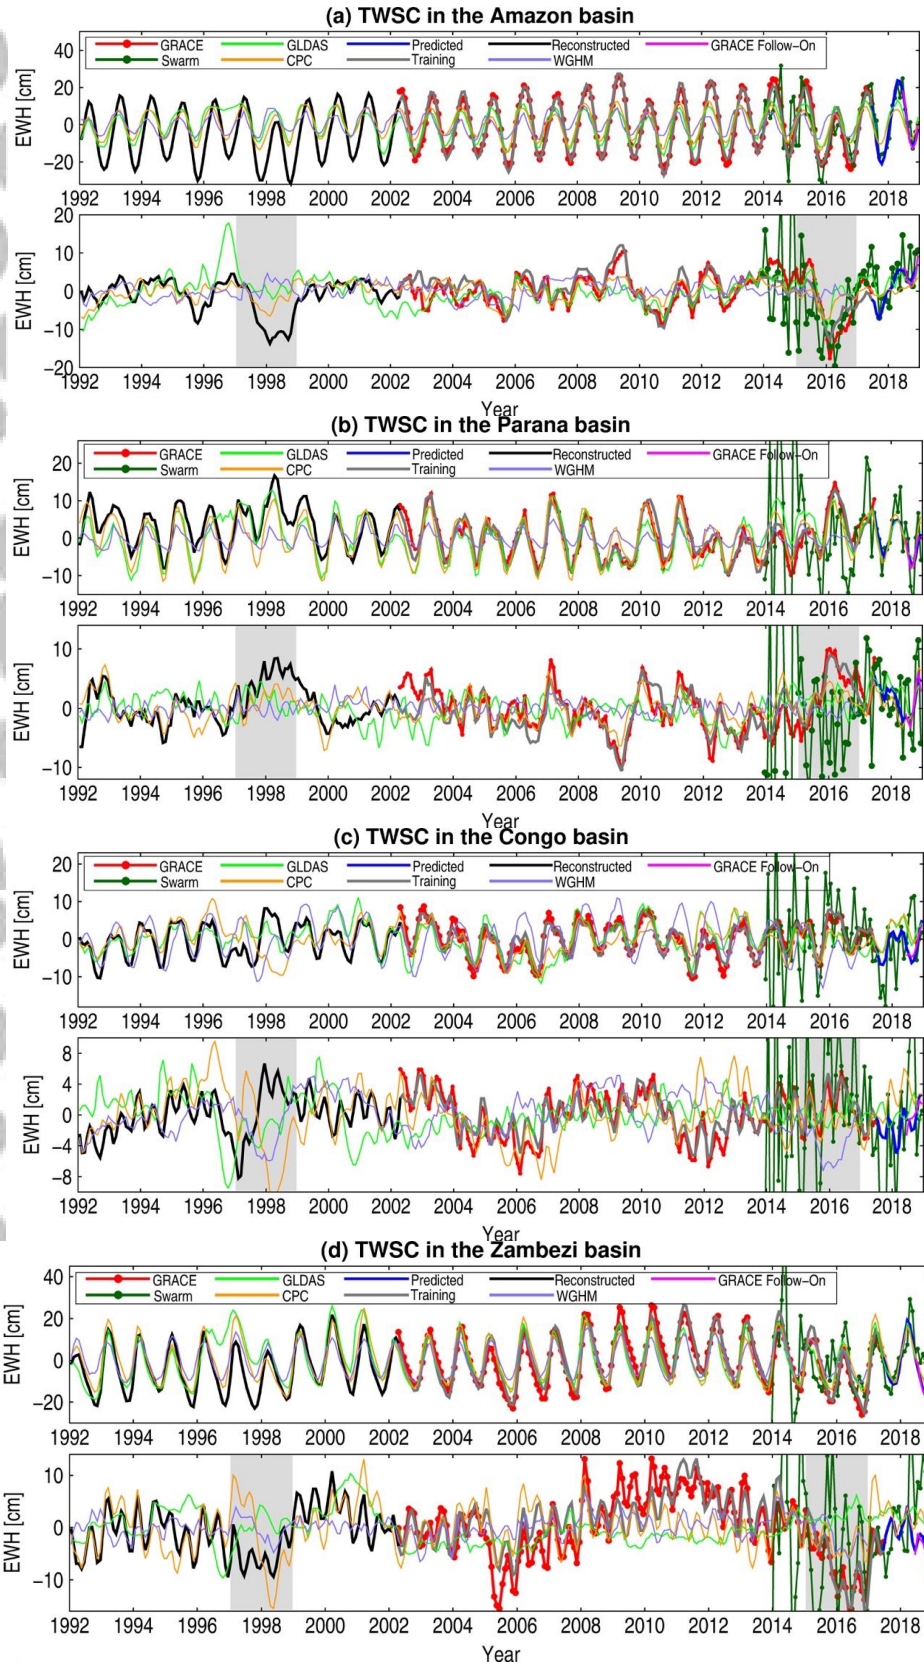 (a) TWSC in the Amazon basin
GRACE GLDAS Predicted Reconstructed GRACE Follow-On
Swarm CPC Training WGHM
EWH [cm]
40
20
0
−20
1992 1994 1996 1998 2000 2002 2004 2006 2008 2010 2012 2014 2016 2018
EWH [cm]
20
10
0
−10
−20
1992 1994 1996 1998 2000 2002 2004 2006 2008 2010 2012 2014 2016 2018
Year
(b) TWSC in the Parana basin
GRACE GLDAS Predicted Reconstructed GRACE Follow-On
Swarm CPC Training WGHM
EWH [cm]
20
10
0
−10
1992 1994 1996 1998 2000 2002 2004 2006 2008 2010 2012 2014 2016 2018
EWH [cm]
10
0
−10
1992 1994 1996 1998 2000 2002 2004 2006 2008 2010 2012 2014 2016 2018
Year
(c) TWSC in the Congo basin
GRACE GLDAS Predicted Reconstructed GRACE Follow-On
Swarm CPC Training WGHM
EWH [cm]
20
10
0
−10
1992 1994 1996 1998 2000 2002 2004 2006 2008 2010 2012 2014 2016 2018
EWH [cm]
8
4
0
−4
−8
1992 1994 1996 1998 2000 2002 2004 2006 2008 2010 2012 2014 2016 2018
Year
(d) TWSC in the Zambezi basin
GRACE GLDAS Predicted Reconstructed GRACE Follow-On
Swarm CPC Training WGHM
EWH [cm]
40
20
0
−20
1992 1994 1996 1998 2000 2002 2004 2006 2008 2010 2012 2014 2016 2018
EWH [cm]
10
0
−10
1992 1994 1996 1998 2000 2002 2004 2006 2008 2010 2012 2014 2016 2018
Year